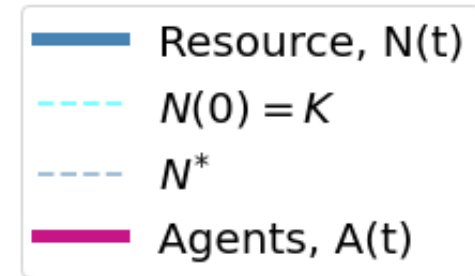 Resource, N(t)
N(0) = K
N*
Agents, A(t)